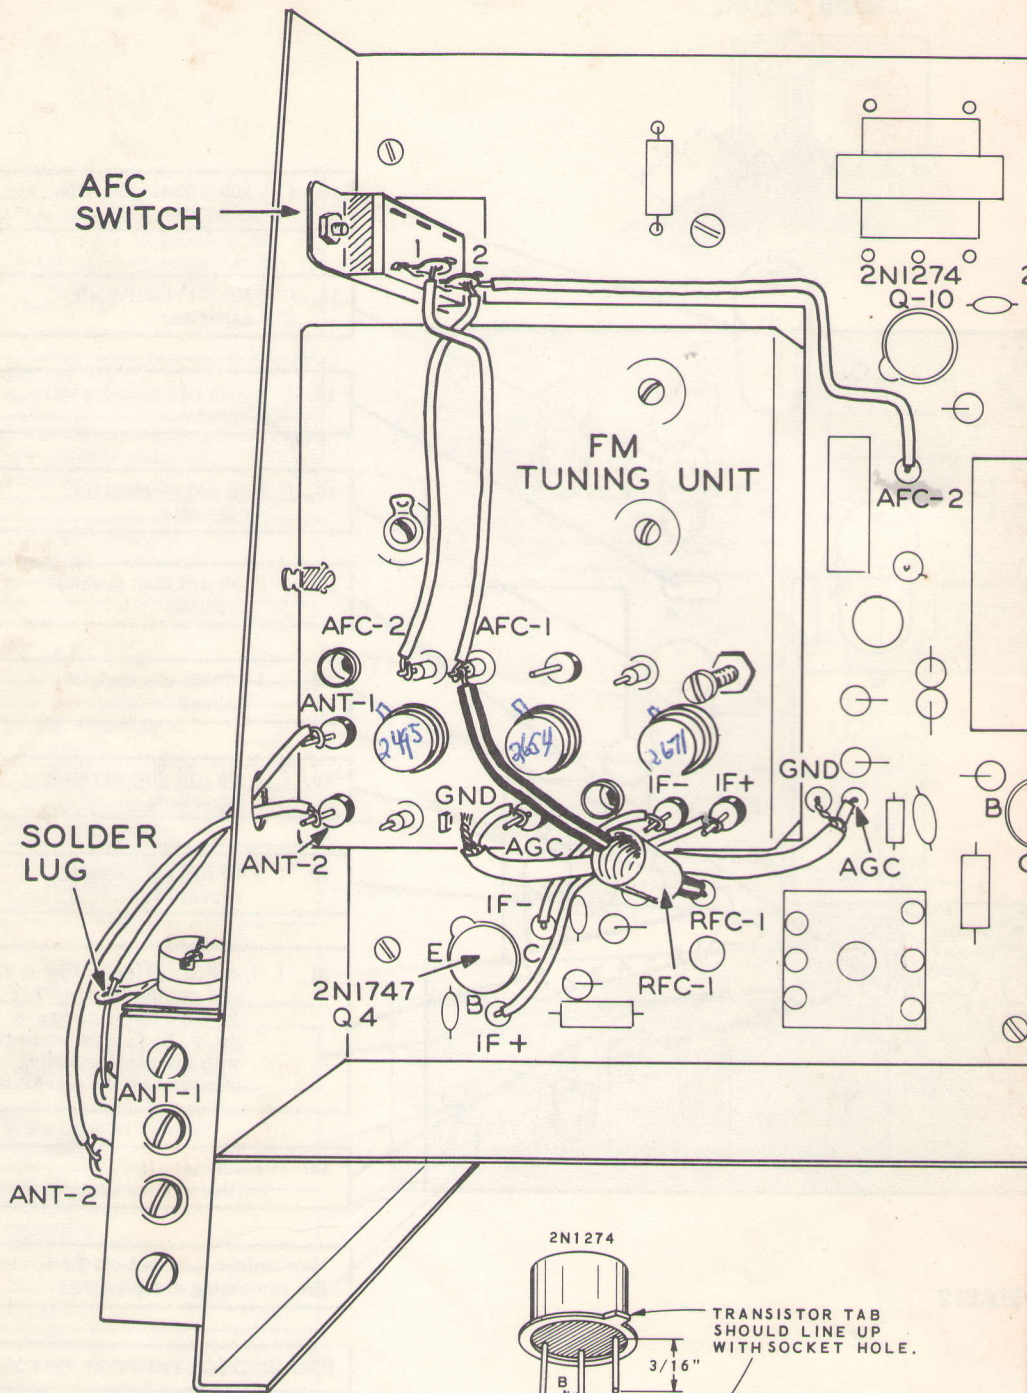 AFC
SWITCH
1
2
2N1274
Q-10
2
FM
TUNING UNIT
AFC-2
AFC-2
AFC-1
ANT-1
2495
2654
2671
IF-
IF+
GND
GND
AGC
AGC
SOLDER
LUG
ANT-2
B
C
IF-
RFC-1
E
C
RFC-1
2N1747
Q4
B
IF+
ANT-1
ANT-2
2N1274
TRANSISTOR TAB
SHOULD LINE UP
WITH SOCKET HOLE.
3/16"
B